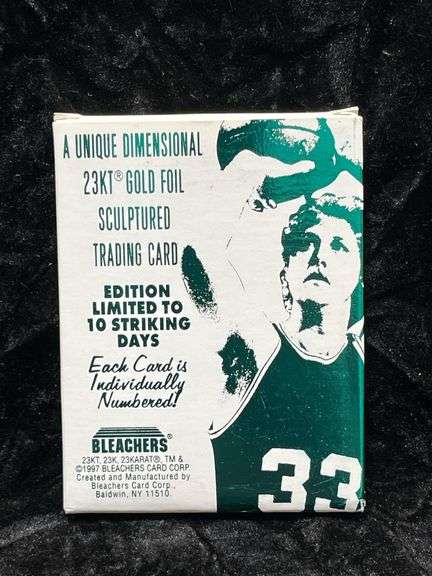 A UNIQUE DIMENSIONAL
23KT® GOLD FOIL
SCULPTURED
TRADING CARD
EDITION
LIMITED TO
10 STRIKING
DAYS
Each Card is
Individually
Numbered!
BLEACHERS®
23KT, 23K, 23KARAT®, TM &
©1997 BLEACHERS CARD CORP.
Created and Manufactured by
Bleachers Card Corp.,
Baldwin, NY 11510.
33